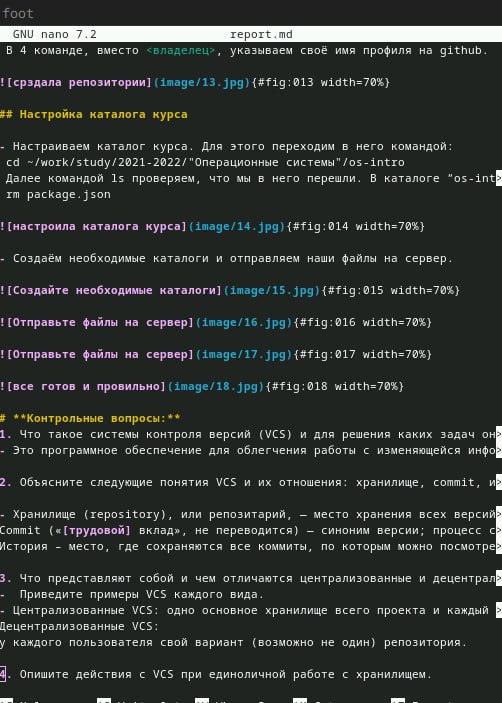 foot
GNU nano 7.2 report.md
В 4 команде, вместо <владелец>, указываем своё имя профиля на github.
![срздала репозитории](image/13.jpg){#fig:013 width=70%}
## Настройка каталога курса
- Настраиваем каталог курса. Для этого переходим в него командой:
cd ~/work/study/2021-2022/"Операционные системы"/os-intro
Далее командой ls проверяем, что мы в него перешли. В каталоге "os-int>
rm package.json
![настроила каталога курса](image/14.jpg){#fig:014 width=70%}
- Создаём необходимые каталоги и отправляем наши файлы на сервер.
![Создайте необходимые каталоги](image/15.jpg){#fig:015 width=70%}
![Отправьте файлы на сервер](image/16.jpg){#fig:016 width=70%}
![Отправьте файлы на сервер](image/17.jpg){#fig:017 width=70%}
![все готов и провильно](image/18.jpg){#fig:018 width=70%}
# **Контрольные вопросы:**
1. Что такое системы контроля версий (VCS) и для решения каких задач он>
- Это программное обеспечение для облегчения работы с изменяющейся инфо>
2. Объясните следующие понятия VCS и их отношения: хранилище, commit, и>
- Хранилище (repository), или репозитарий, – место хранения всех версий>
Commit («[трудовой] вклад», не переводится) – синоним версии; процесс с>
История – место, где сохраняются все коммиты, по которым можно посмотре>
3. Что представляют собой и чем отличаются централизованные и децентрал>
- Приведите примеры VCS каждого вида.
- Централизованные VCS: одно основное хранилище всего проекта и каждый >
Децентрализованные VCS:
у каждого пользователя свой вариант (возможно не один) репозитория.
4. Опишите действия с VCS при единоличной работе с хранилищем.